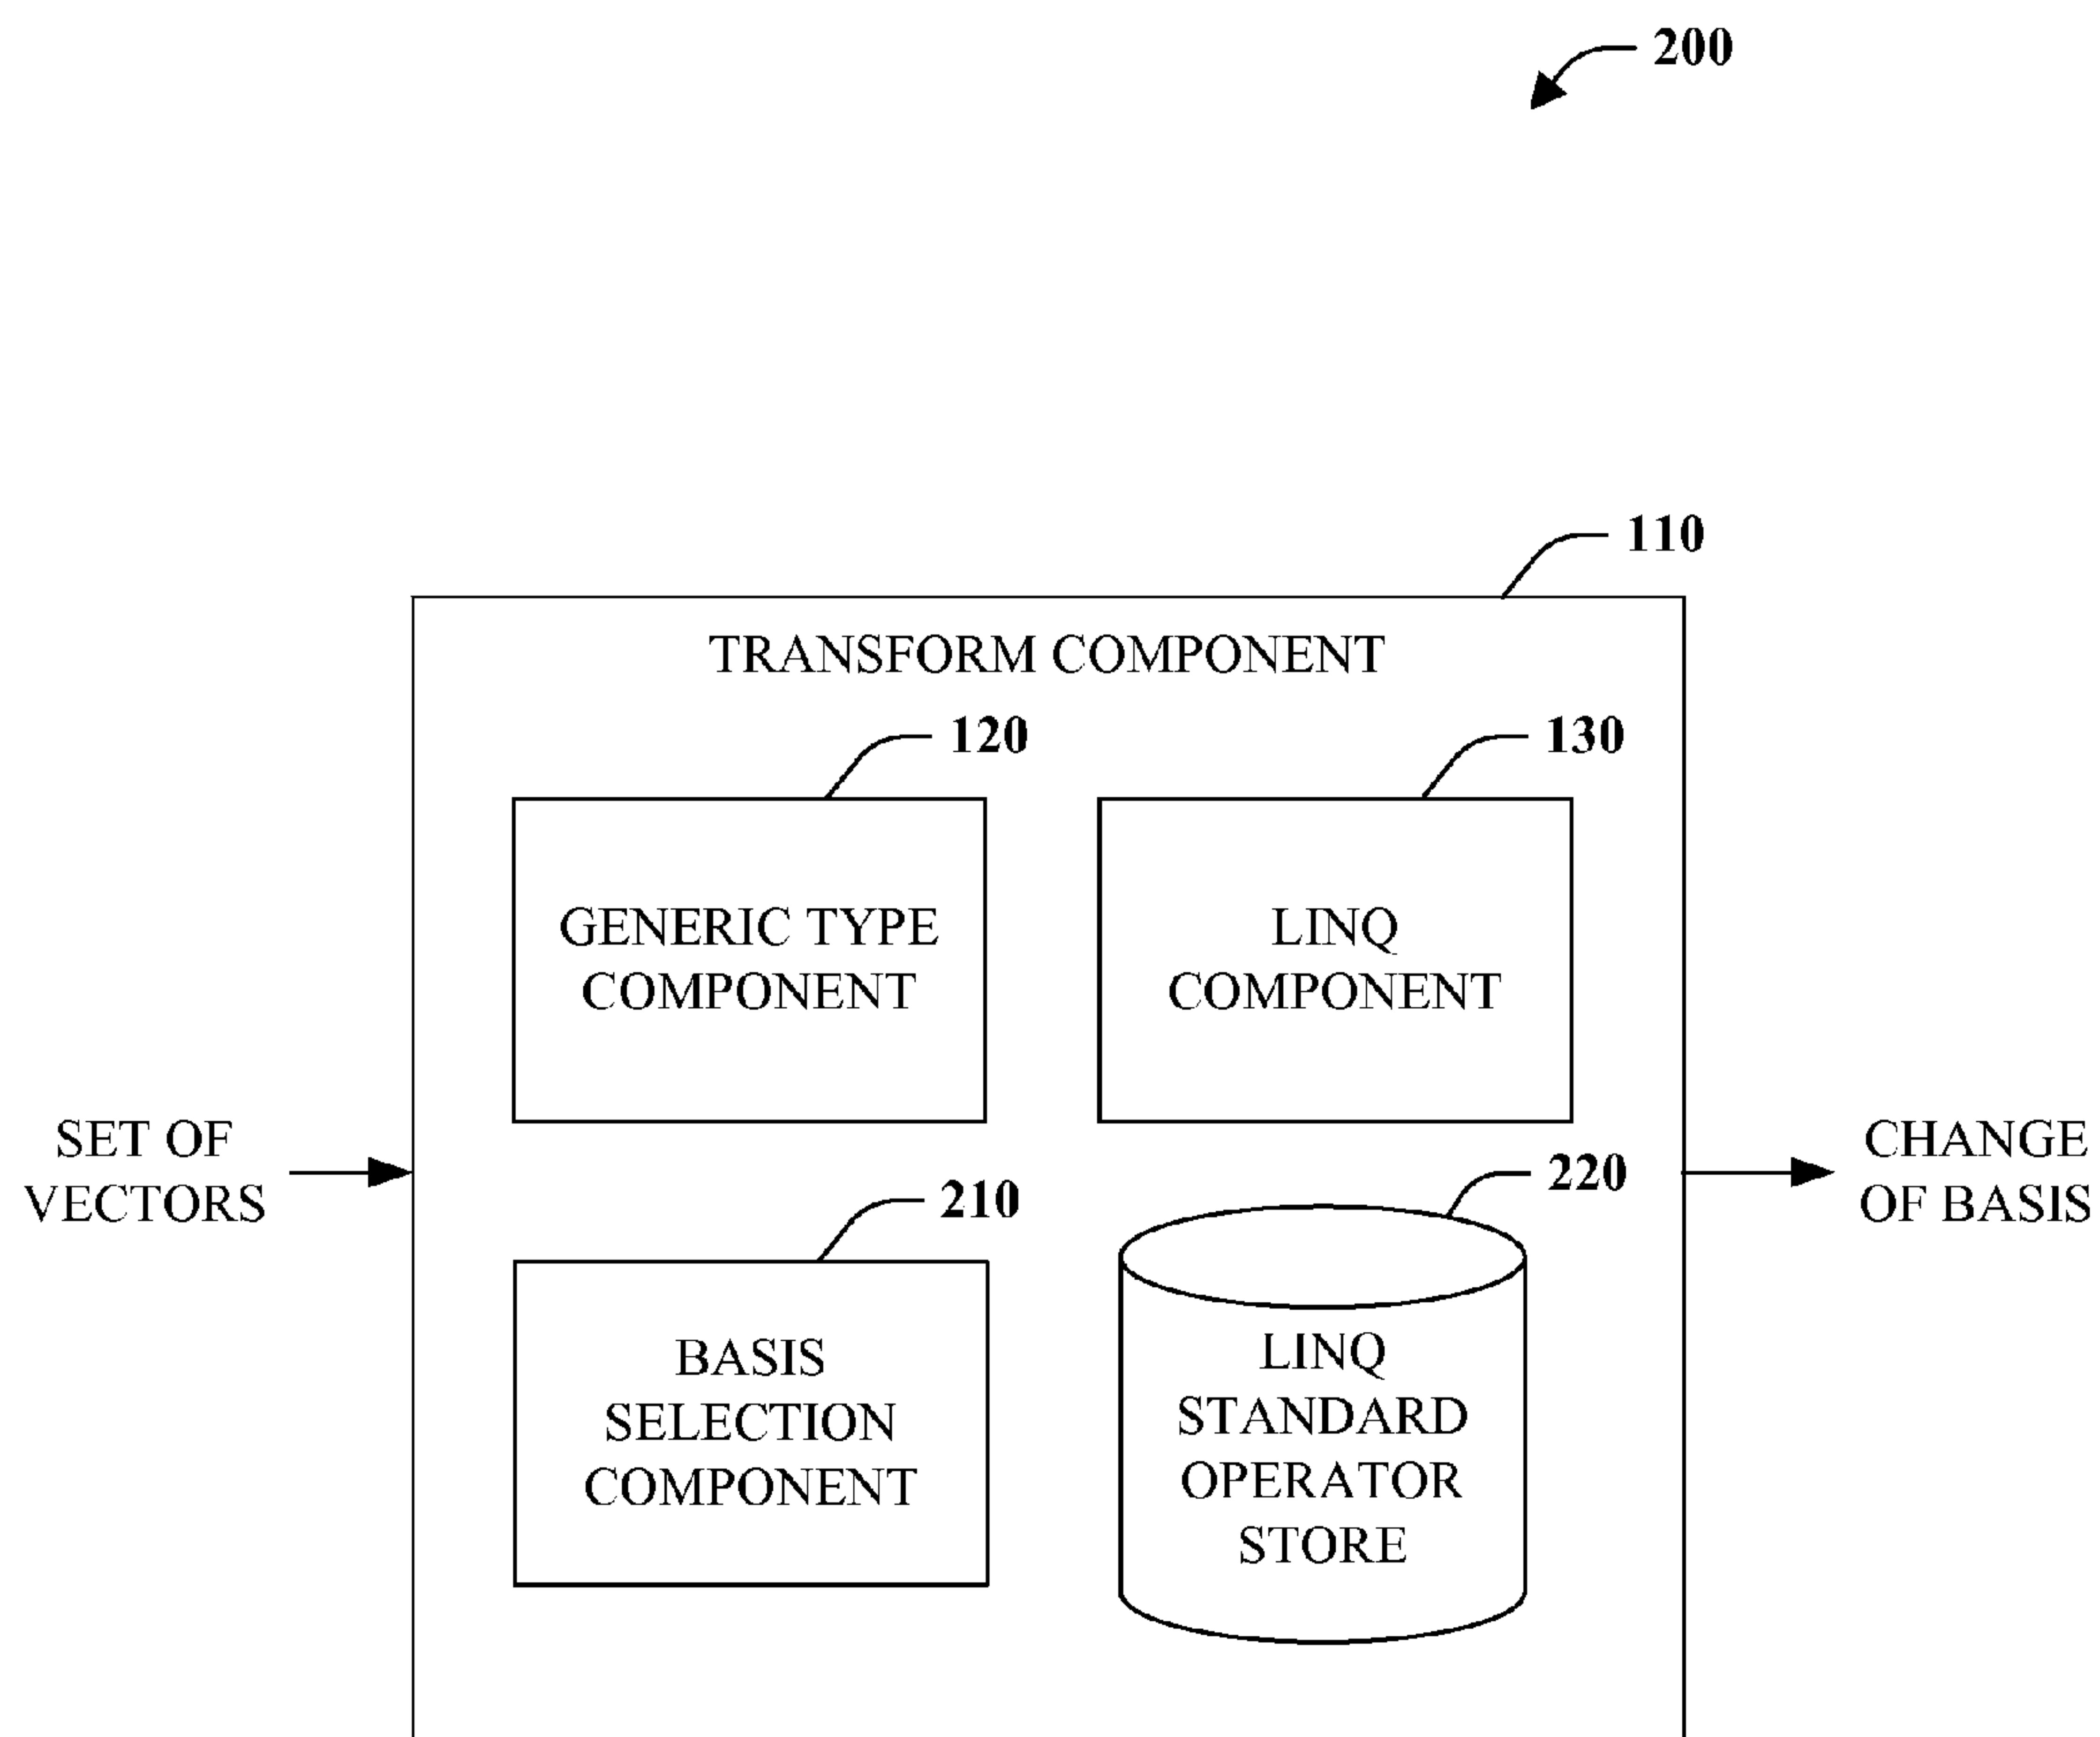 200
110
TRANSFORM COMPONENT
120
130
GENERIC TYPE
COMPONENT
LINQ
COMPONENT
SET OF
VECTORS
CHANGE
OF BASIS
210
220
BASIS
SELECTION
COMPONENT
LINQ
STANDARD
OPERATOR
STORE